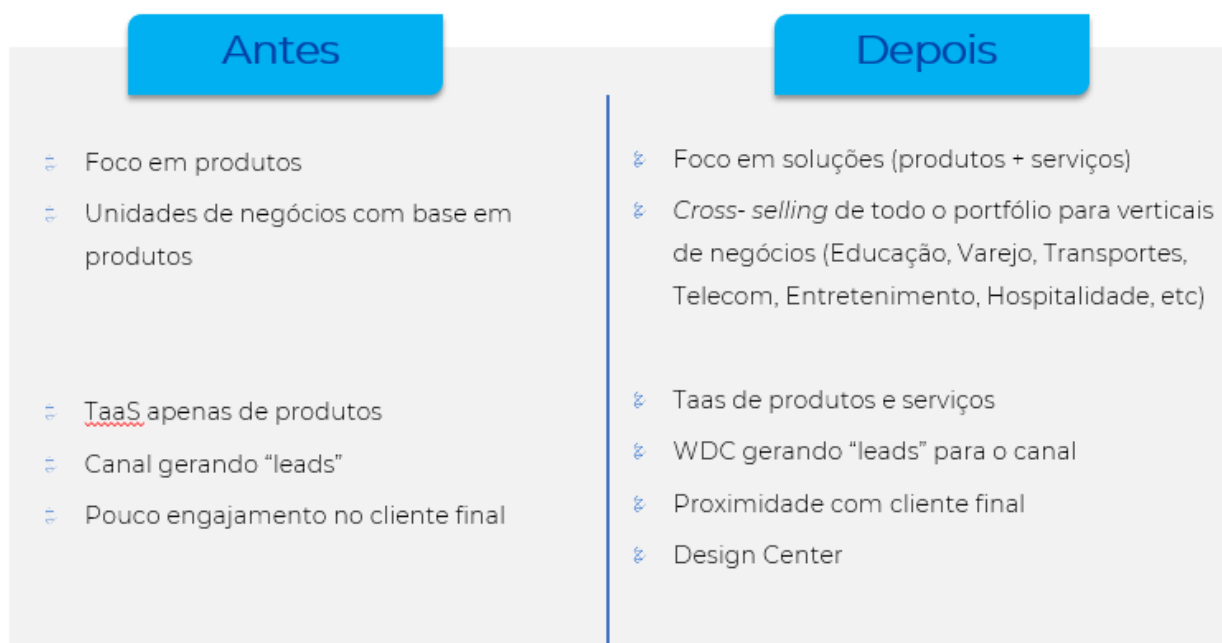 Antes
Foco em produtos
Unidades de negócios com base em
produtos
TaaS apenas de produtos
Canal gerando “leads”
Pouco engajamento no cliente final
Depois
Foco em soluções (produtos + serviços)
Cross- selling de todo o portfólio para verticais
de negócios (Educação, Varejo, Transportes,
Telecom, Entretenimento, Hospitalidade, etc)
Taas de produtos e serviços
WDC gerando “leads” para o canal
Proximidade com cliente final
Design Center